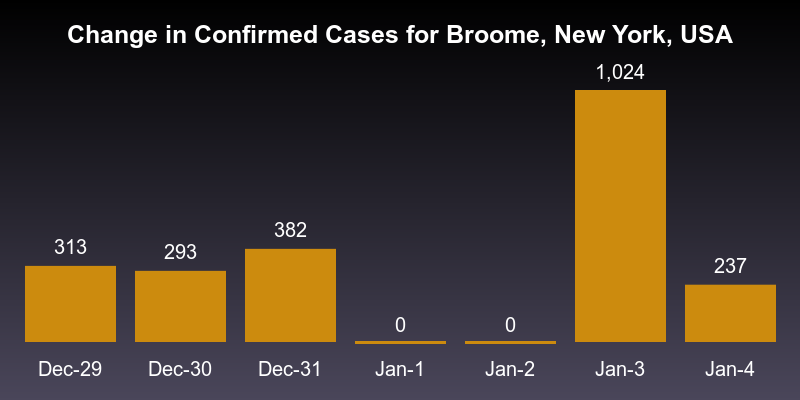 Change in Confirmed Cases for Broome, New York, USA
1,024
382
313
293
237
0
0
Dec-29
Dec-30
Dec-31
Jan-1
Jan-2
Jan-3
Jan-4